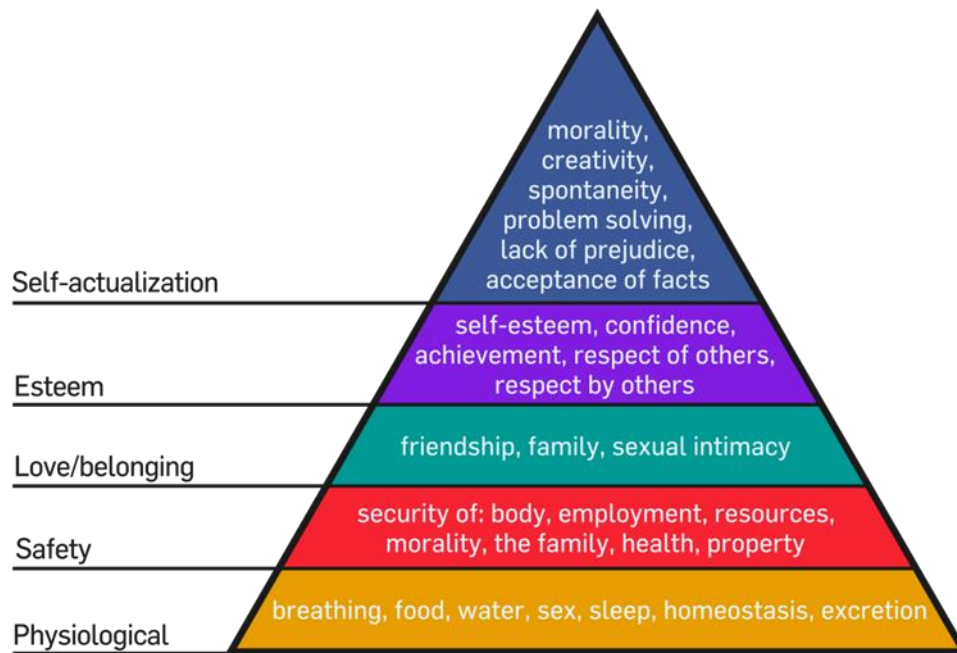 morality,
creativity,
spontaneity,
problem solving,
lack of prejudice,
acceptance of facts
Self-actualization
self-esteem, confidence,
achievement, respect of others,
respect by others
Esteem
friendship, family, sexual intimacy
Love/belonging
security of: body, employment, resources,
morality, the family, health, property
Safety
breathing, food, water, sex, sleep, homeostasis, excretion
Physiological